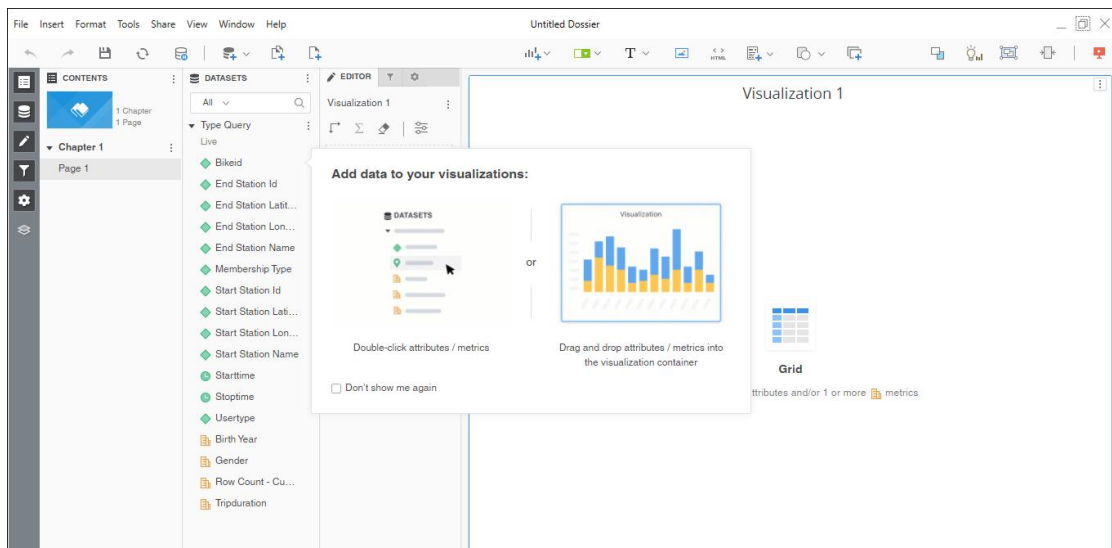 File Insert Format Tools Share View Window Help
Untitled Dossier
T
HTML
CONTENTS
1 Chapter
1 Page
Chapter 1
Page 1
DATASETS
All
Type Query
Live
Bikeid
End Station Id
End Station Latit...
End Station Lon...
End Station Name
Membership Type
Start Station Id
Start Station Lati...
Start Station Lon...
Start Station Name
Starttime
Stoptime
Usertype
Birth Year
Gender
Row Count - Cu...
Tripduration
EDITOR
Visualization 1
Add data to your visualizations:
DATASETS
or
Visualization
Double-click attributes / metrics
Drag and drop attributes / metrics into
the visualization container
Don't show me again
Visualization 1
Grid
ttributes and/or 1 or more metrics